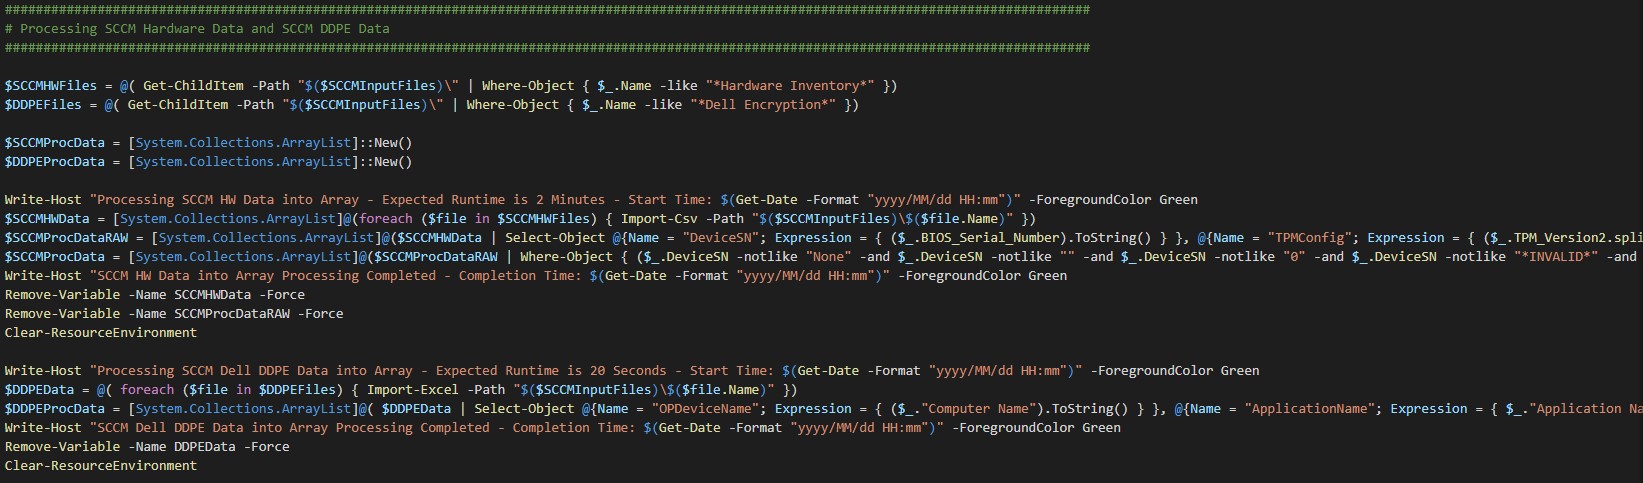 #############################################################################################################################################
# Processing SCCM Hardware Data and SCCM DDPE Data
#############################################################################################################################################
$SCCMHWFiles = @( Get-ChildItem -Path "$($SCCMInputFiles)\" | Where-Object { $_.Name -like "*Hardware Inventory*" })
$DDPEFiles = @( Get-ChildItem -Path "$($SCCMInputFiles)\" | Where-Object { $_.Name -like "*Dell Encryption*" })
$SCCMProcData = [System.Collections.ArrayList]::New()
$DDPEProcData = [System.Collections.ArrayList]::New()
Write-Host "Processing SCCM HW Data into Array - Expected Runtime is 2 Minutes - Start Time: $(Get-Date -Format "yyyy/MM/dd HH:mm")" -ForegroundColor Green
$SCCMHWData = [System.Collections.ArrayList]@(foreach ($file in $SCCMHWFiles) { Import-Csv -Path "$($SCCMInputFiles)\$($file.Name)" })
$SCCMProcDataRAW = [System.Collections.ArrayList]@($SCCMHWData | Select-Object @{Name = "DeviceSN"; Expression = { ($_.BIOS_Serial_Number).ToString() } }, @{Name = "TPMConfig"; Expression = { ($_.TPM_Version2.spli
$SCCMProcData = [System.Collections.ArrayList]@($SCCMProcDataRAW | Where-Object { ($_.DeviceSN -notlike "None" -and $_.DeviceSN -notlike "" -and $_.DeviceSN -notlike "0" -and $_.DeviceSN -notlike "*INVALID*" -and
Write-Host "SCCM HW Data into Array Processing Completed - Completion Time: $(Get-Date -Format "yyyy/MM/dd HH:mm")" -ForegroundColor Green
Remove-Variable -Name SCCMHWData -Force
Remove-Variable -Name SCCMProcDataRAW -Force
Clear-ResourceEnvironment
Write-Host "Processing SCCM Dell DDPE Data into Array - Expected Runtime is 20 Seconds - Start Time: $(Get-Date -Format "yyyy/MM/dd HH:mm")" -ForegroundColor Green
$DDPEData = @( foreach ($file in $DDPEFiles) { Import-Excel -Path "$($SCCMInputFiles)\$($file.Name)" })
$DDPEProcData = [System.Collections.ArrayList]@( $DDPEData | Select-Object @{Name = "OPDeviceName"; Expression = { ($_."Computer Name").ToString() } }, @{Name = "ApplicationName"; Expression = { $_."Application Na
Write-Host "SCCM Dell DDPE Data into Array Processing Completed - Completion Time: $(Get-Date -Format "yyyy/MM/dd HH:mm")" -ForegroundColor Green
Remove-Variable -Name DDPEData -Force
Clear-ResourceEnvironment